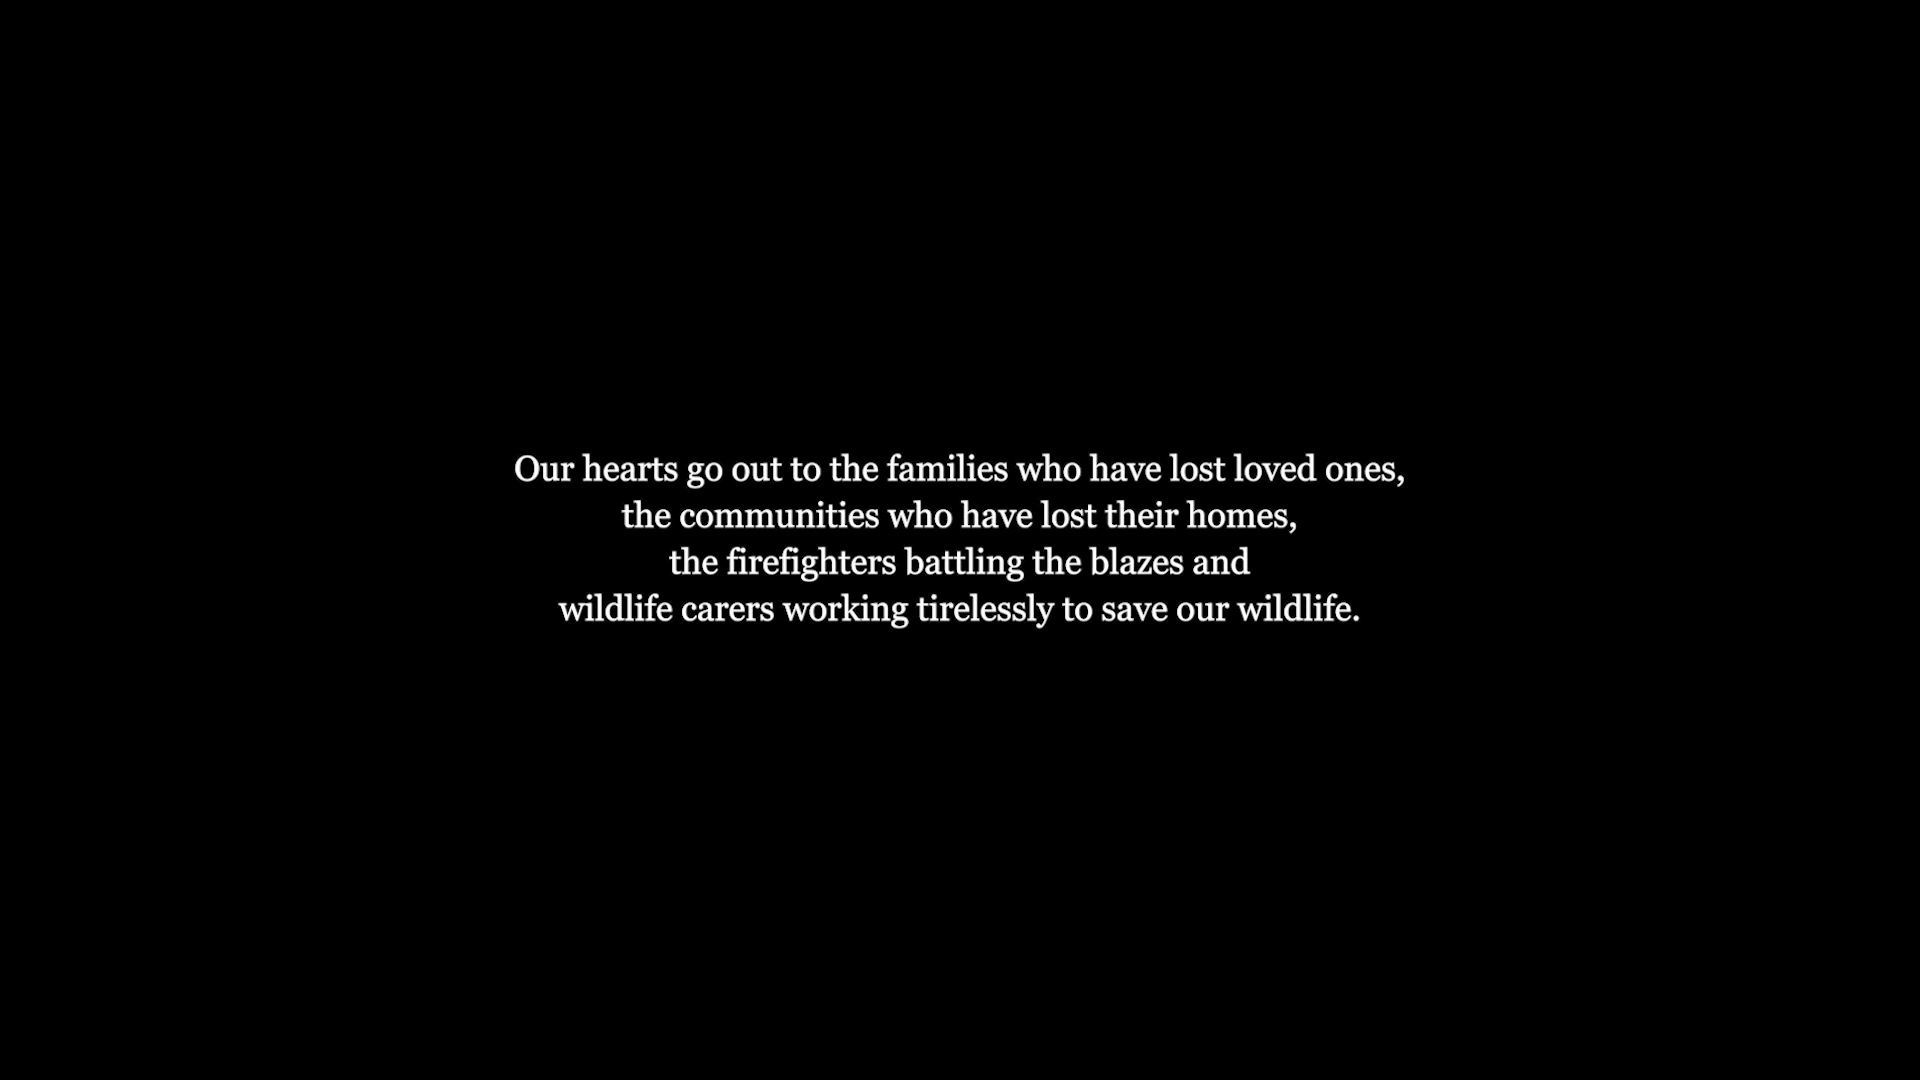 Our hearts go out to the families who have lost loved ones,
the communities who have lost their homes,
the firefighters battling the blazes and
wildlife carers working tirelessly to save our wildlife.